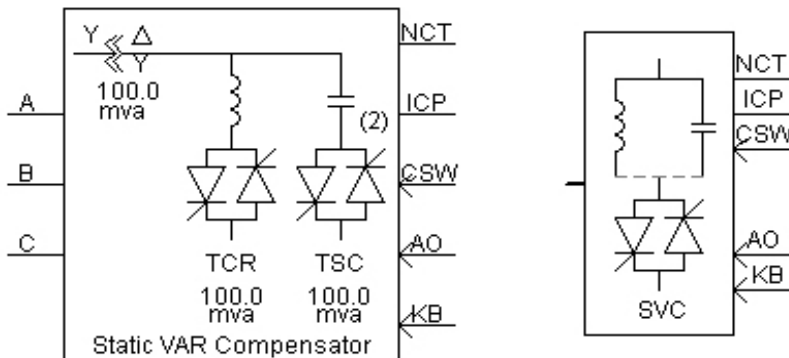 Y Δ
Y
100.0
mva
NCT
A
(2)
ICP
B
CSW
C
TCR
TSC
AO
100.0
mva
100.0
mva
KB
Static VAR Compensator
NCT
ICP
CSW
AO
KB
SVC